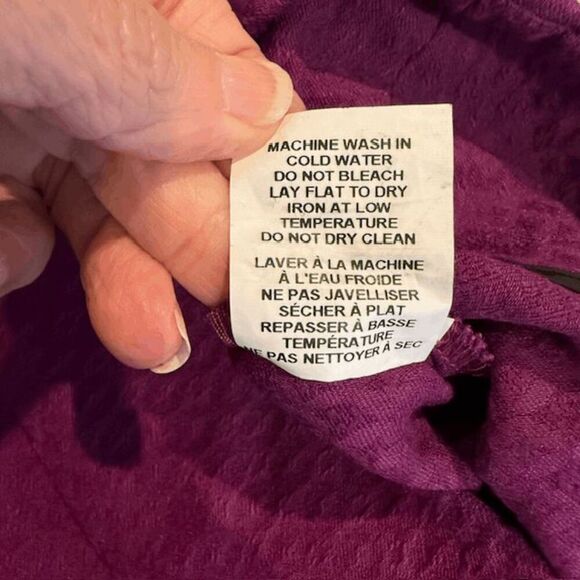 MACHINE WASH IN
COLD WATER
DO NOT BLEACH
LAY FLAT TO DRY
IRON AT LOW
TEMPERATURE
DO NOT DRY CLEAN
LAVER À LA MACHINE
À L'EAU FROIDE
NE PAS JAVELLISER
SÉCHER À PLAT
REPASSER À BASSE
TEMPÉRATURE
NE PAS NETTOYER À SEC